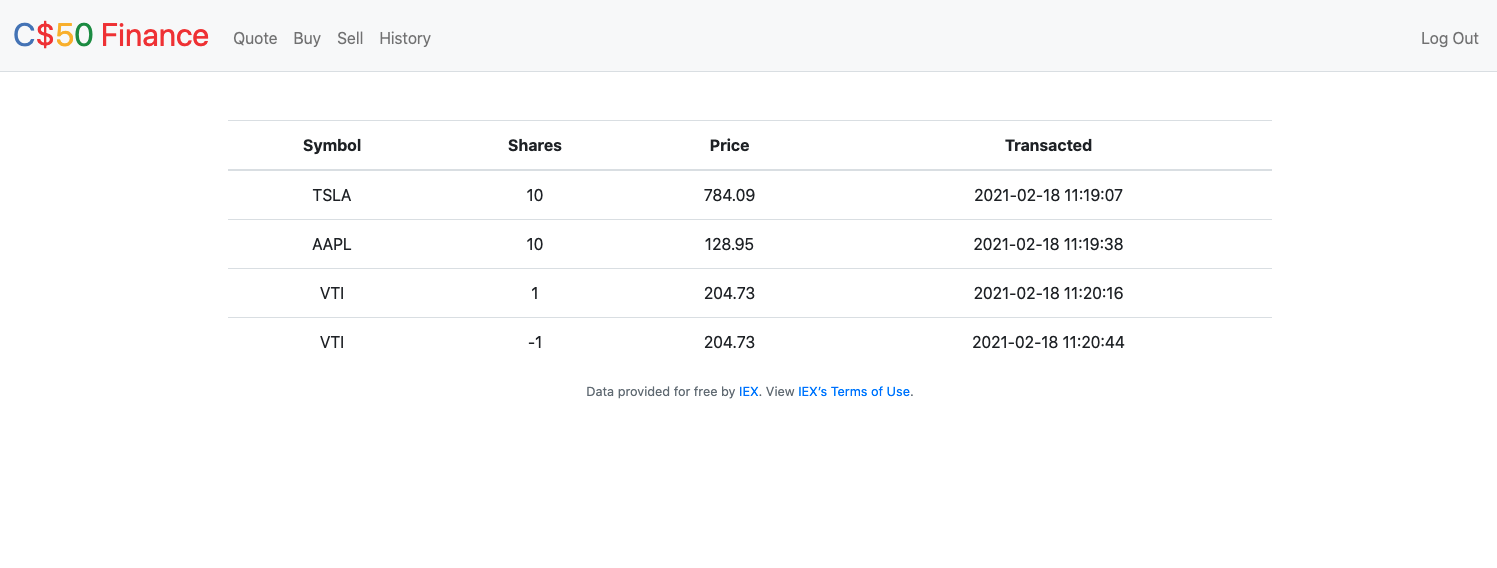 C$50 Finance Quote Buy Sell History Log Out
Symbol Shares Price Transacted
TSLA 10 784.09 2021-02-18 11:19:07
AAPL 10 128.95 2021-02-18 11:19:38
VTI 1 204.73 2021-02-18 11:20:16
VTI -1 204.73 2021-02-18 11:20:44
Data provided for free by IEX. View IEX's Terms of Use.